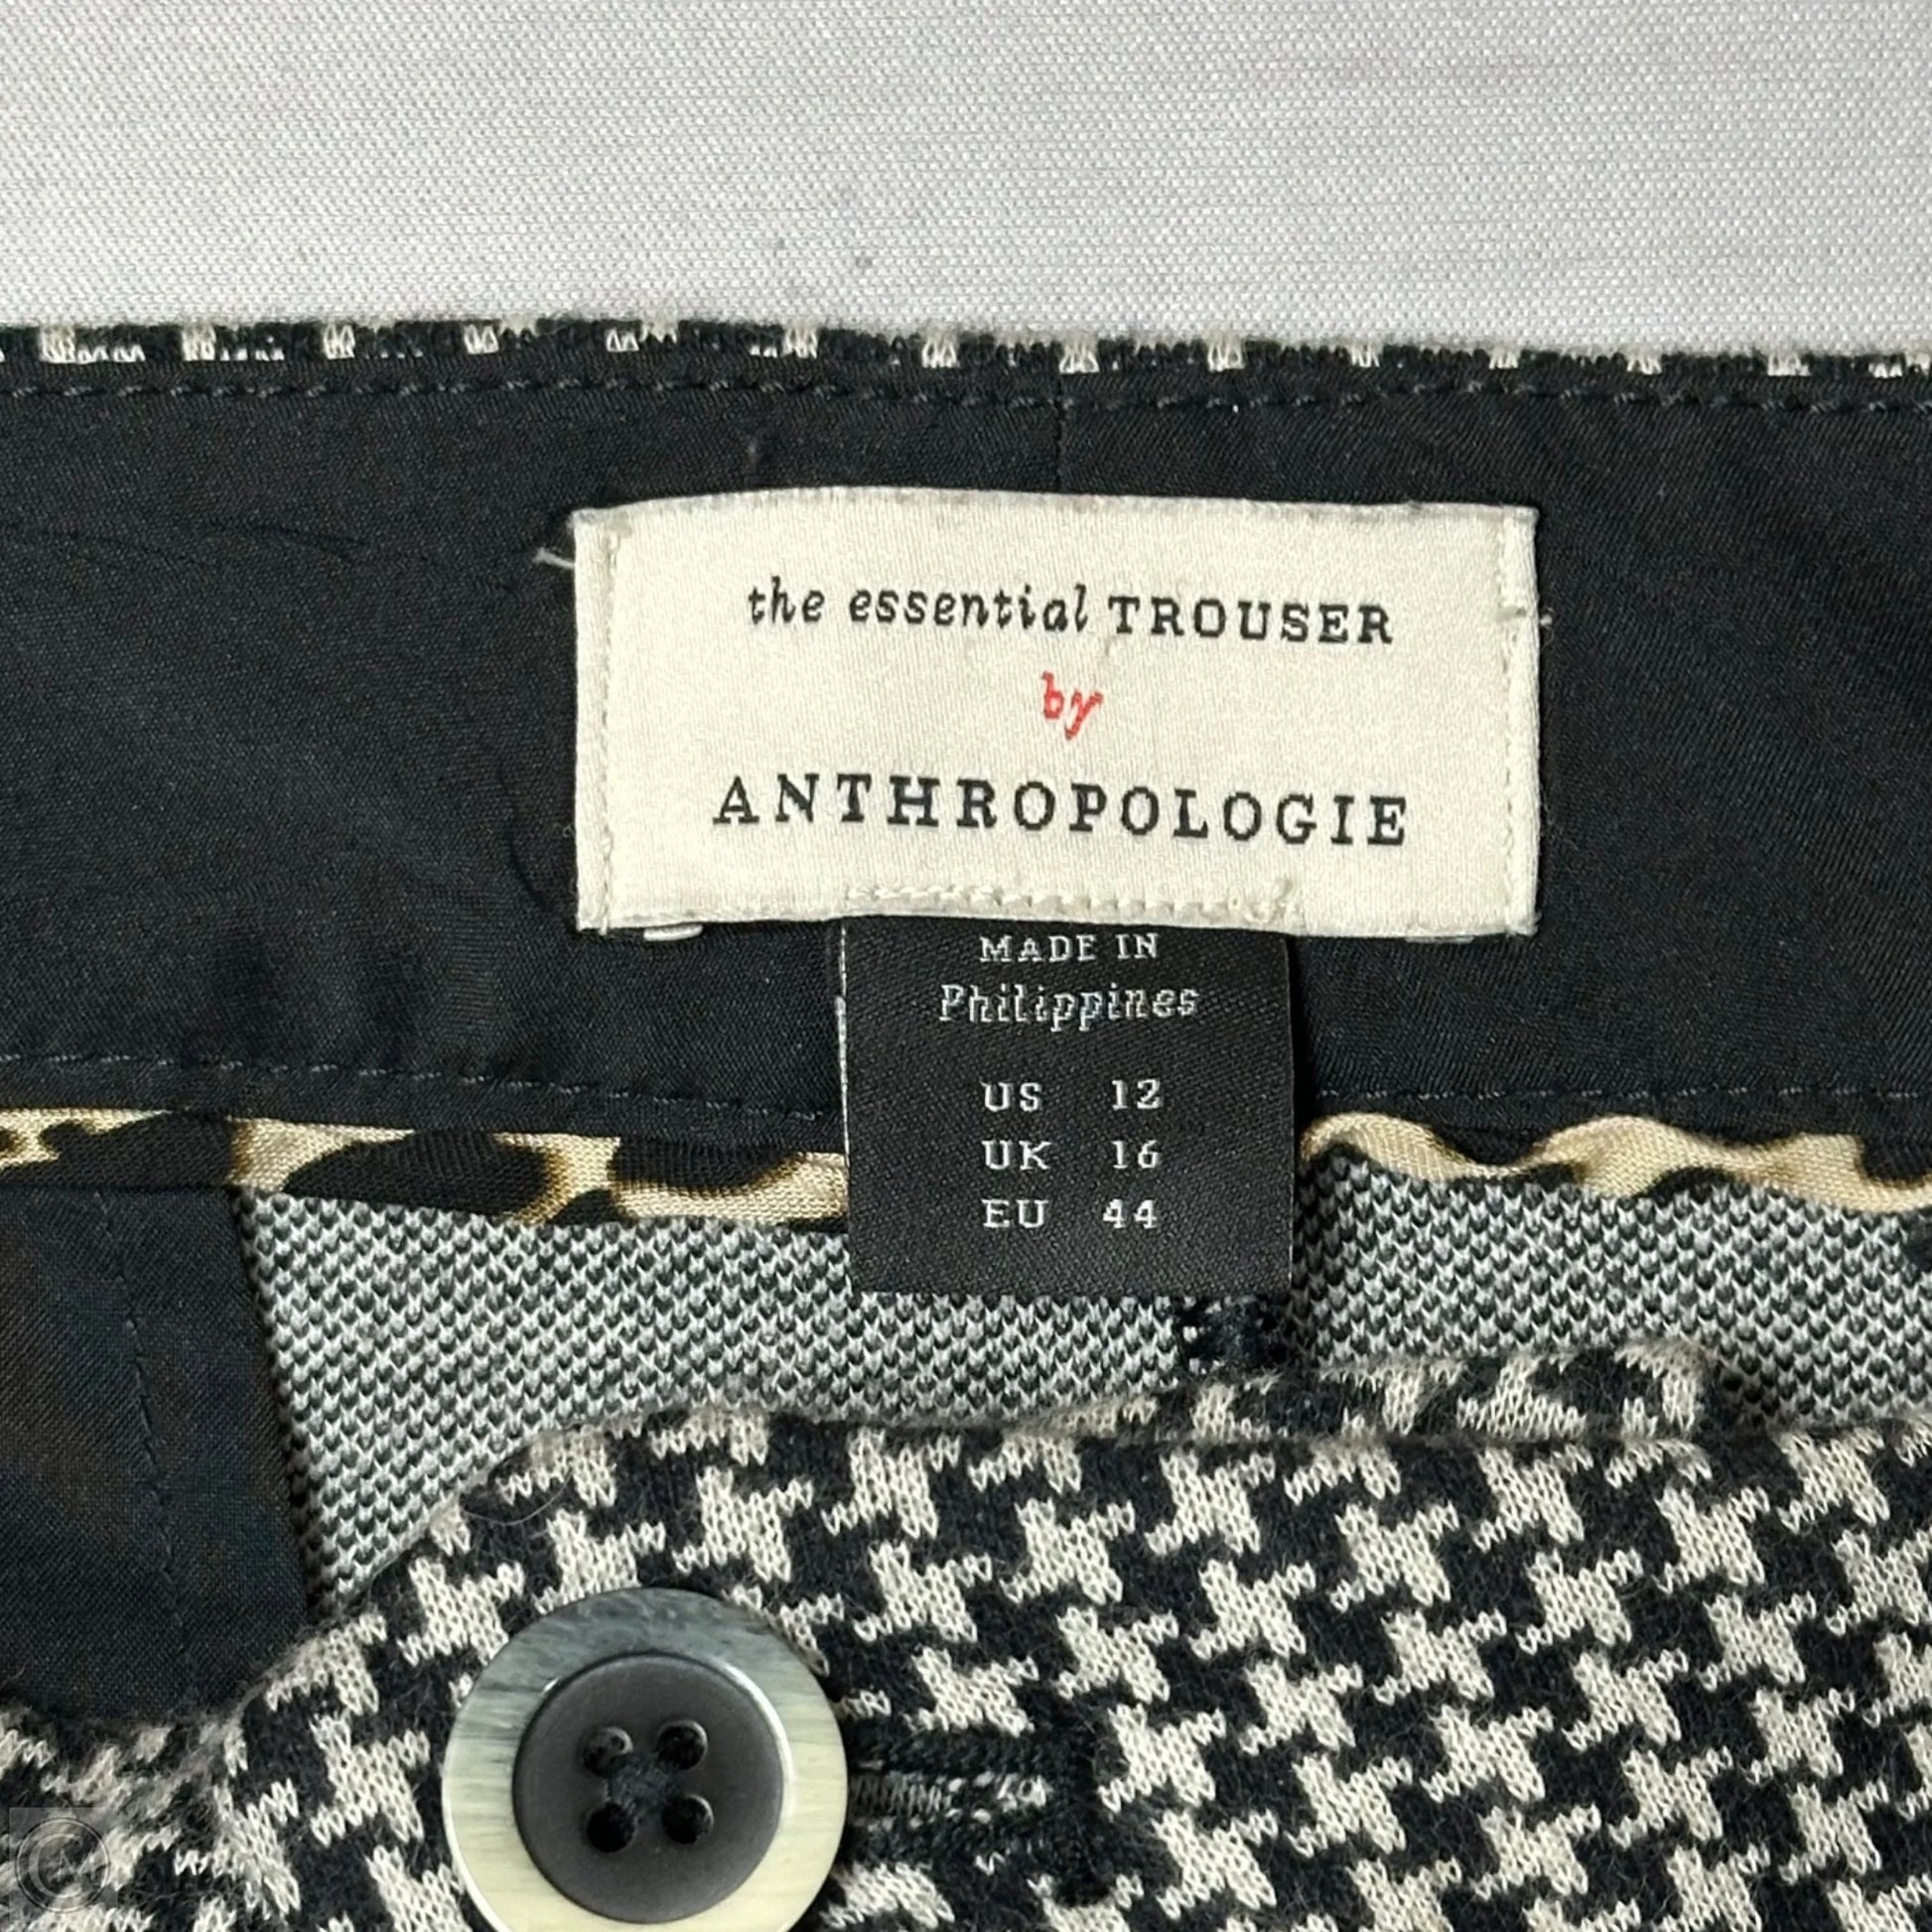 the essential TROUSER
by
ANTHROPOLOGIE
MADE IN
Philippines
US 12
UK 16
EU 44